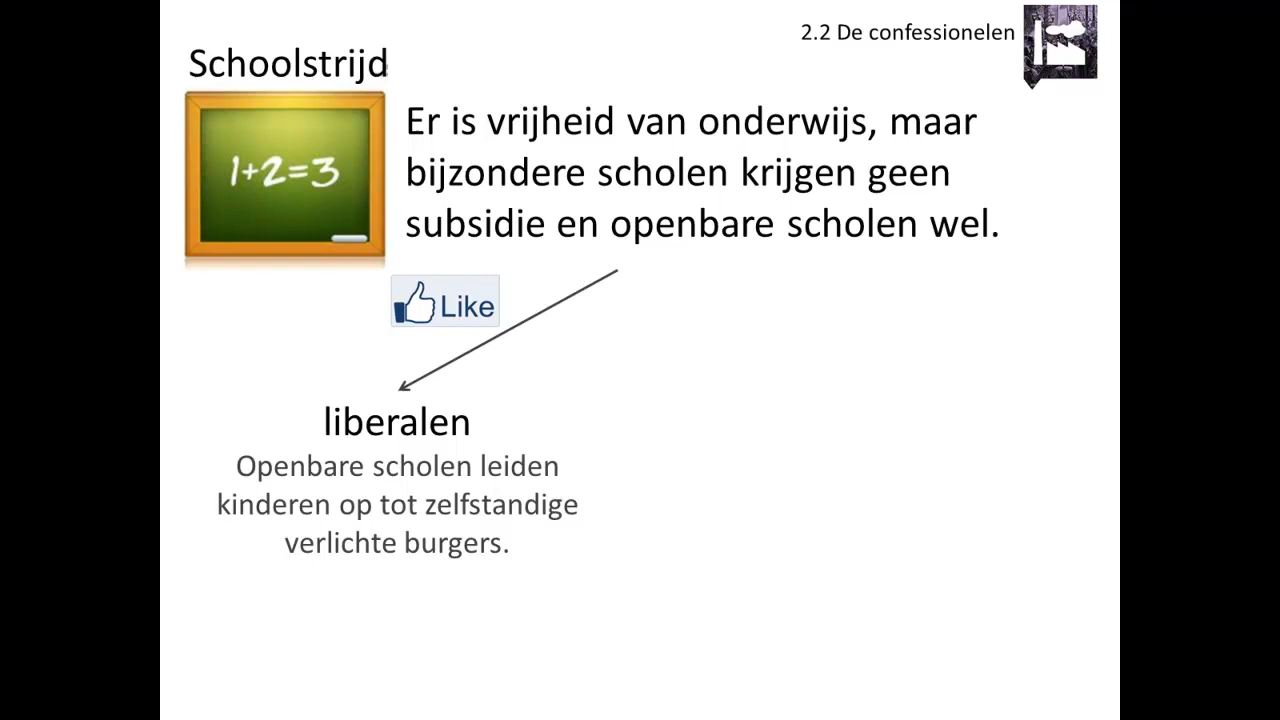 2.2 De confessionelen
Schoolstrijd
1+2=3
Er is vrijheid van onderwijs, maar
bijzondere scholen krijgen geen
subsidie en openbare scholen wel.
Like
liberalen
Openbare scholen leiden
kinderen op tot zelfstandige
verlichte burgers.